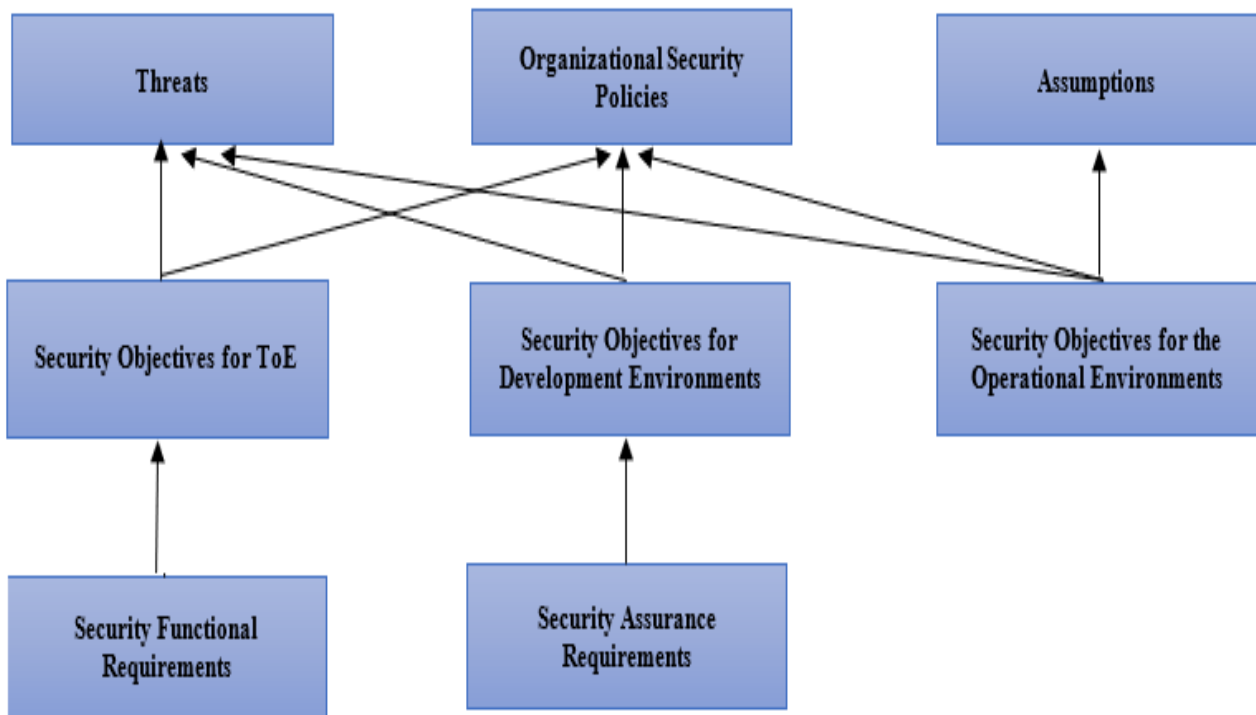 Threats
Organizational Security
Policies
Assumptions
Security Objectives for ToE
Security Objectives for
Development Environments
Security Objectives for the
Operational Environments
Security Functional
Requirements
Security Assurance
Requirements